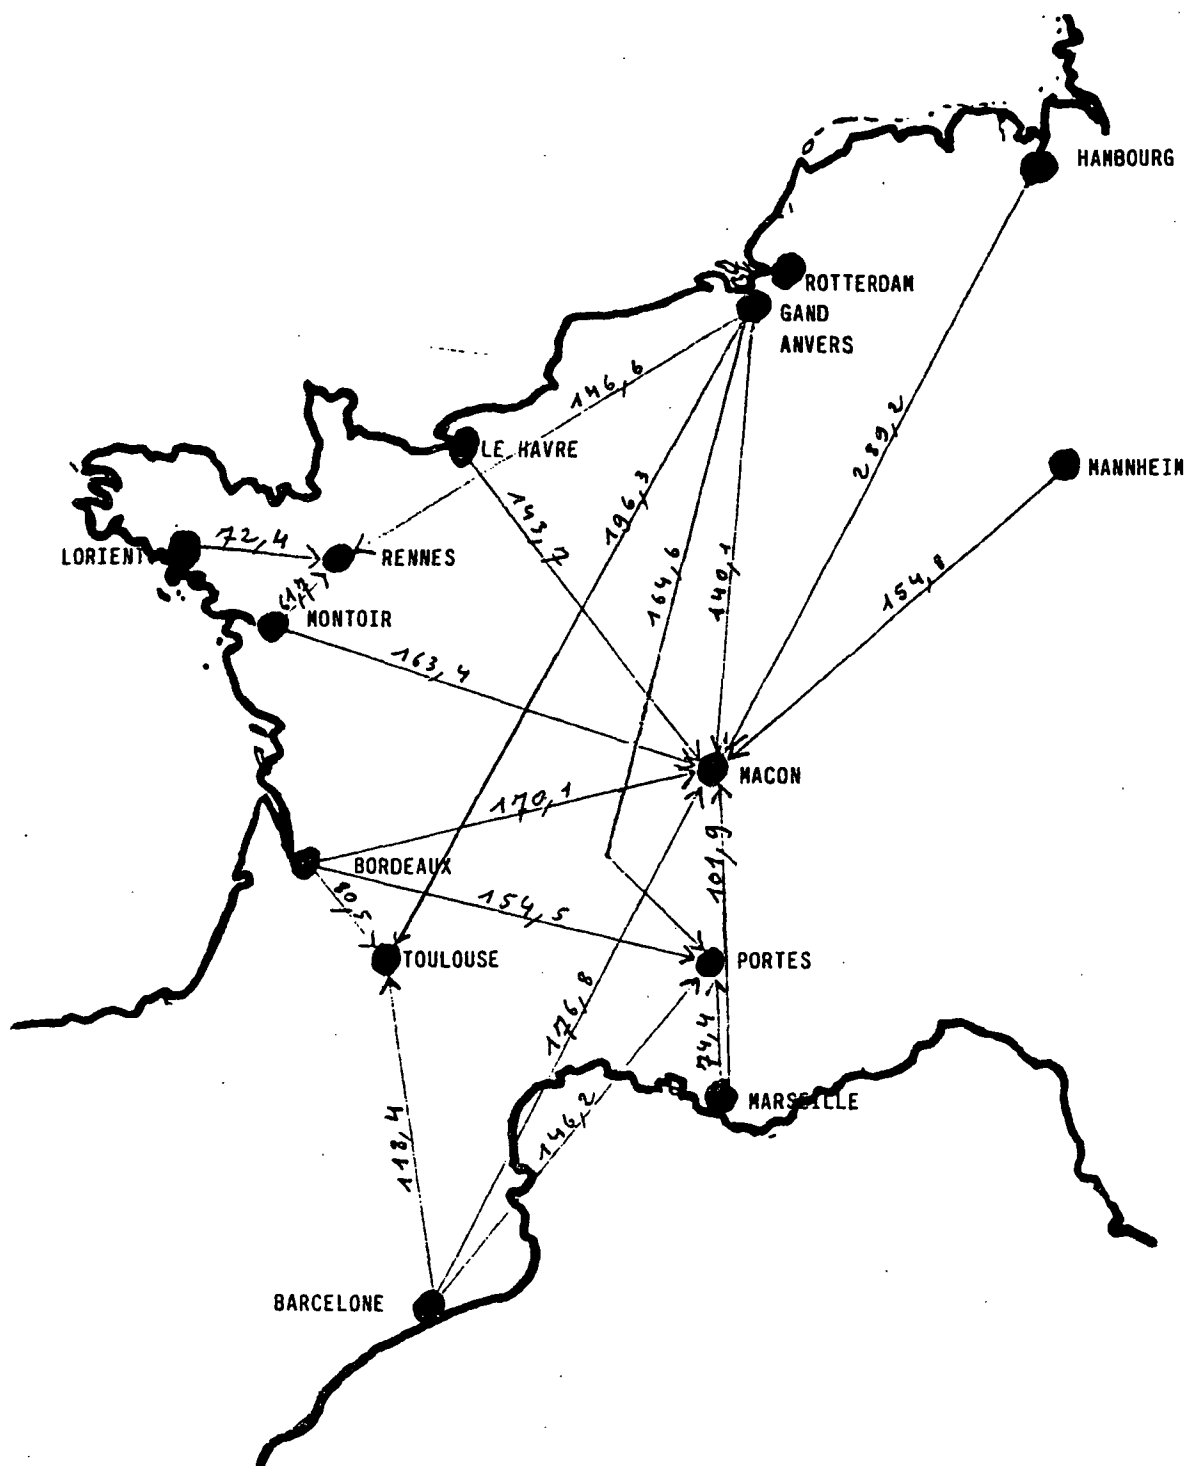 HAMBOURG
ROTTERDAM
GAND
ANVERS
146,6
289,2
LE HAVRE
MANNHEIM
143,7
196,3
72,4
LORIENT
RENNES
164,6
140,1
154,8
MONTOIR
163,4
MACON
170,1
101,9
BORDEAUX
80,5
154,5
TOULOUSE
PORTES
176,8
74,4
MARSEILLE
146,2
118,4
BARCELONE